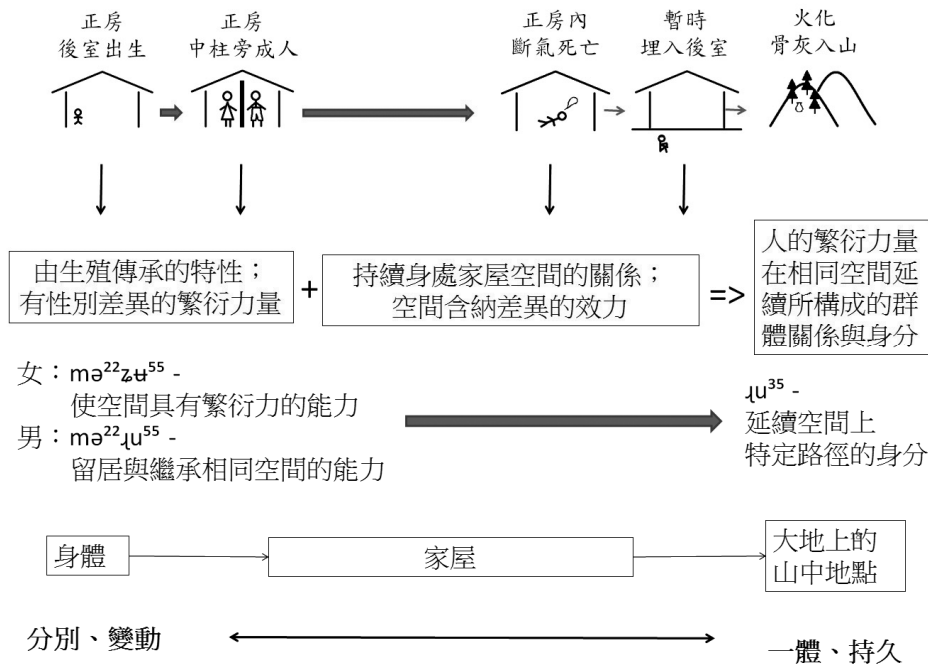 正房
後室出生
正房
中柱旁成人
正房內
斷氣死亡
暫時
埋入後室
火化
骨灰入山
由生殖傳承的特性；
有性別差異的繁衍力量
+
持續身處家屋空間的關係；
空間含納差異的效力
=>
人的繁衍力量
在相同空間延
續所構成的群
體關係與身分
女：mə²²ʑʉ⁵⁵ -
使空間具有繁衍力的能力
男：mə²²ɻu⁵⁵ -
留居與繼承相同空間的能力
ɻu³⁵ -
延續空間上
特定路徑的身分
身體
家屋
大地上的
山中地點
分別、變動
一體、持久